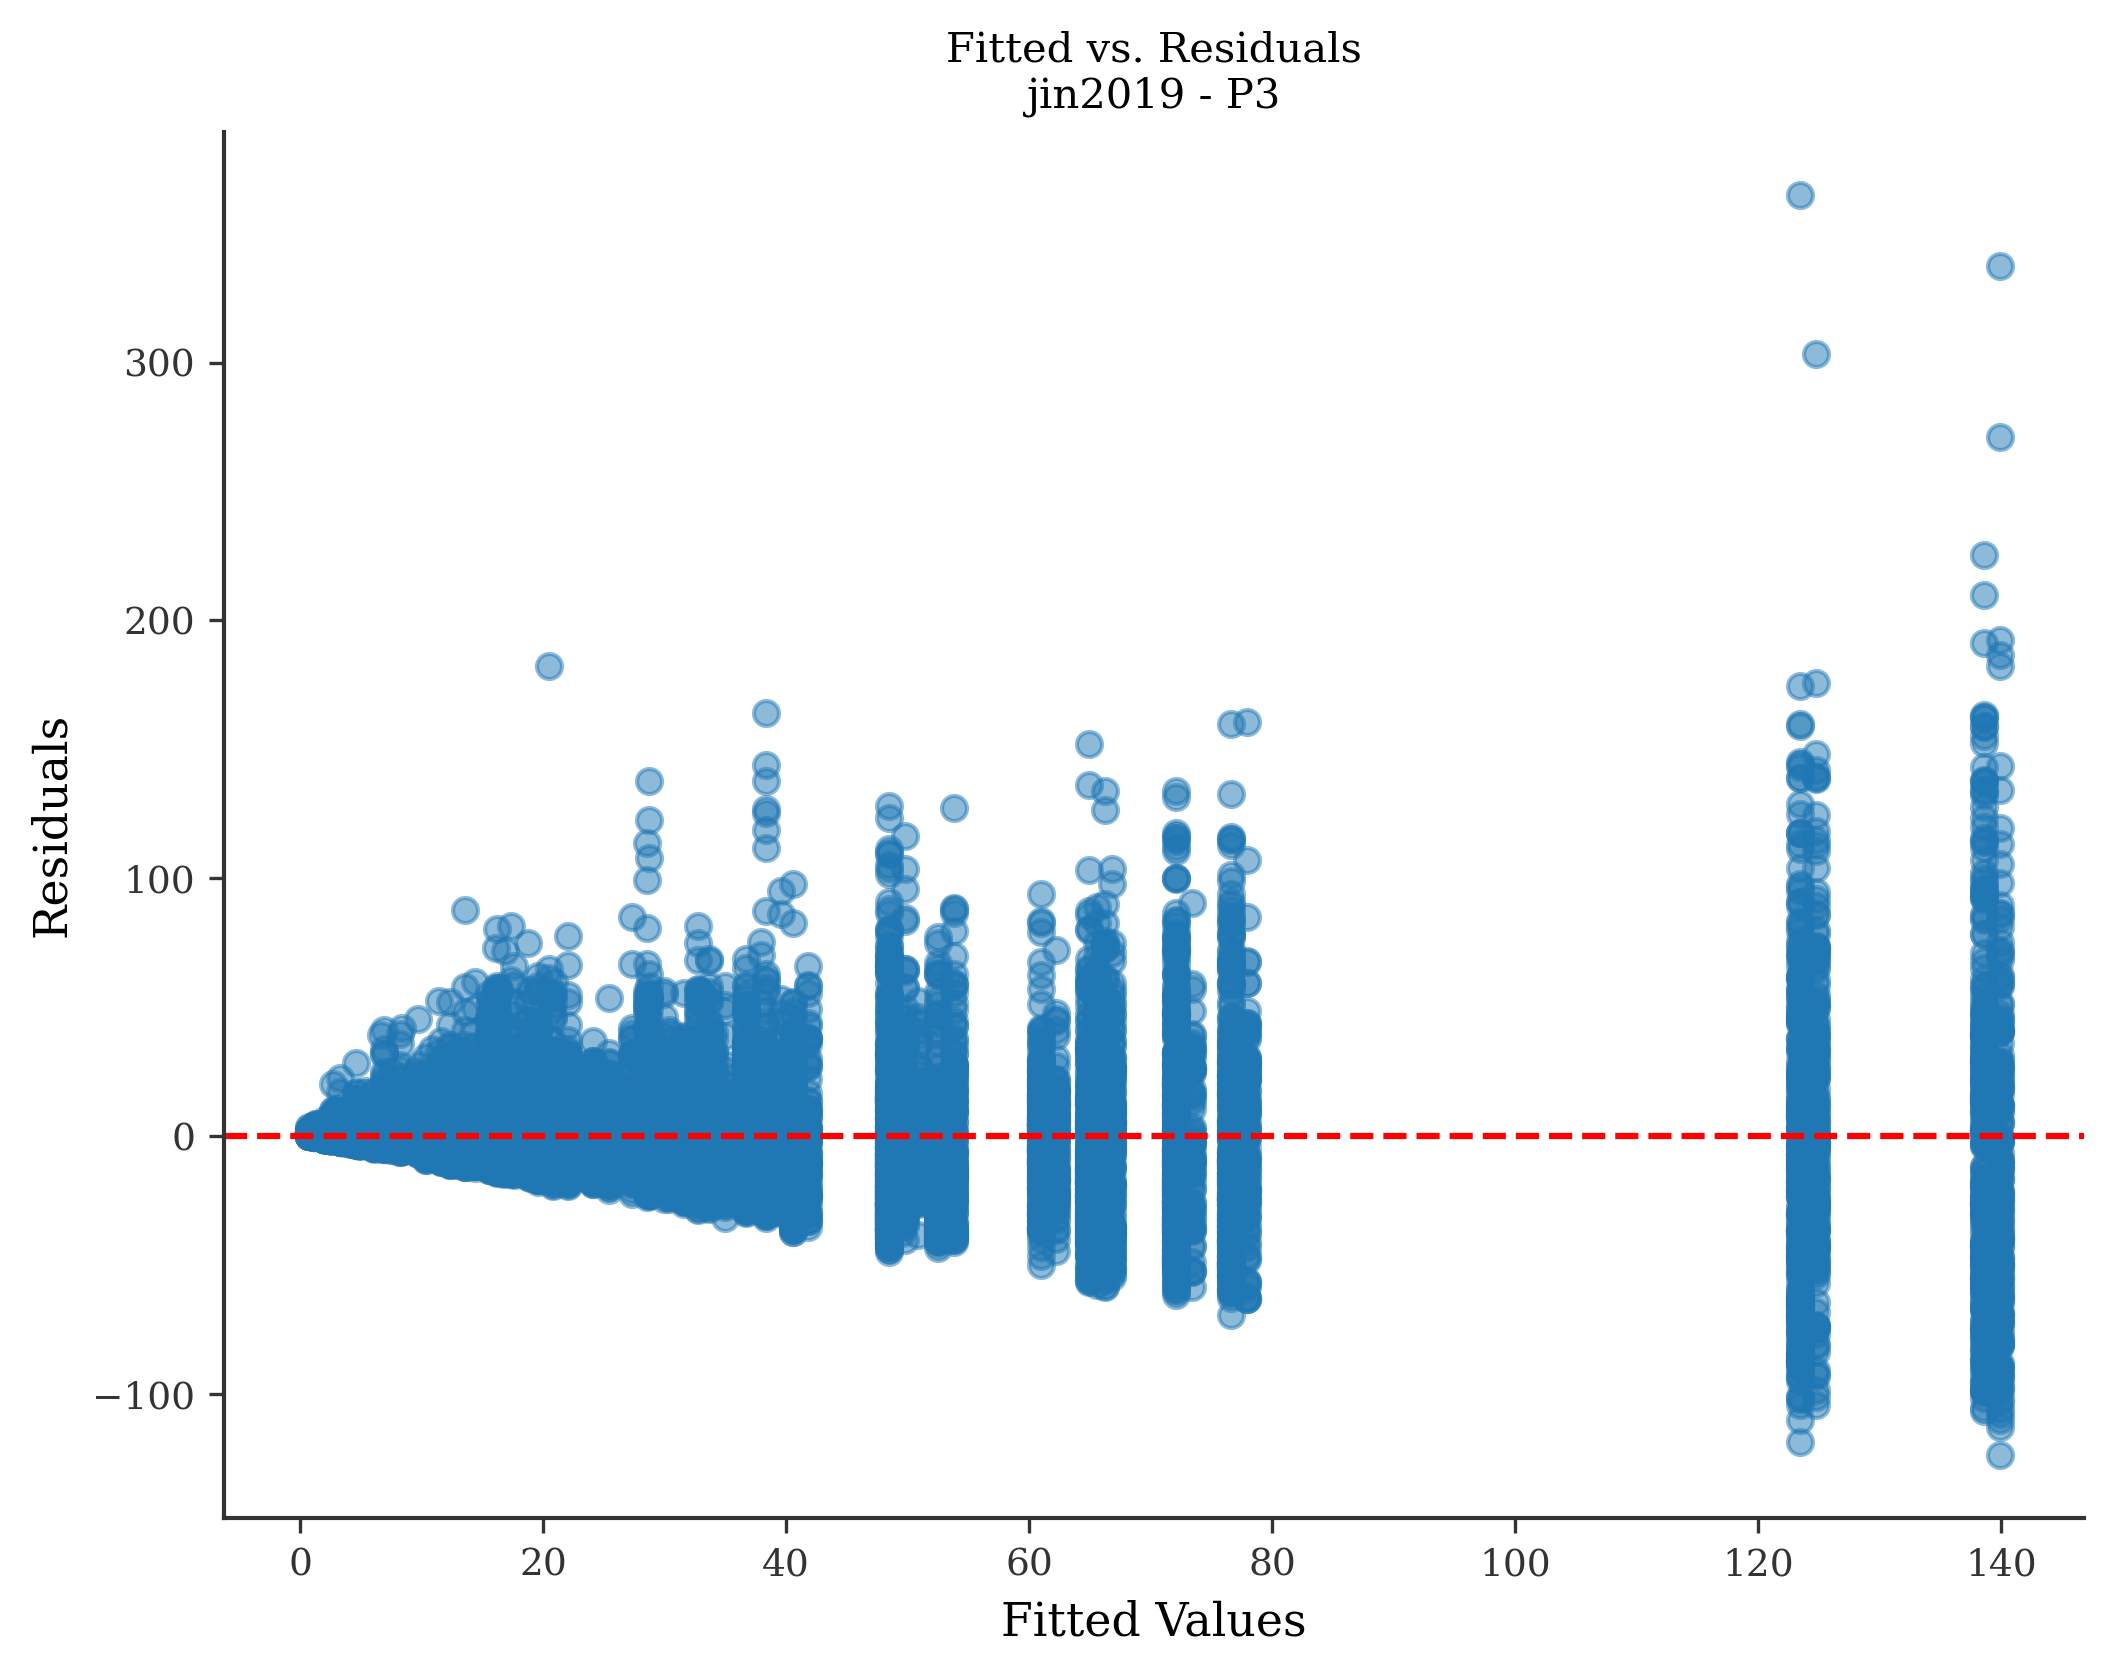 Fitted vs. Residuals
jin2019 - P3
Residuals
300
200
100
0
−100
0 20 40 60 80 100 120 140
Fitted Values